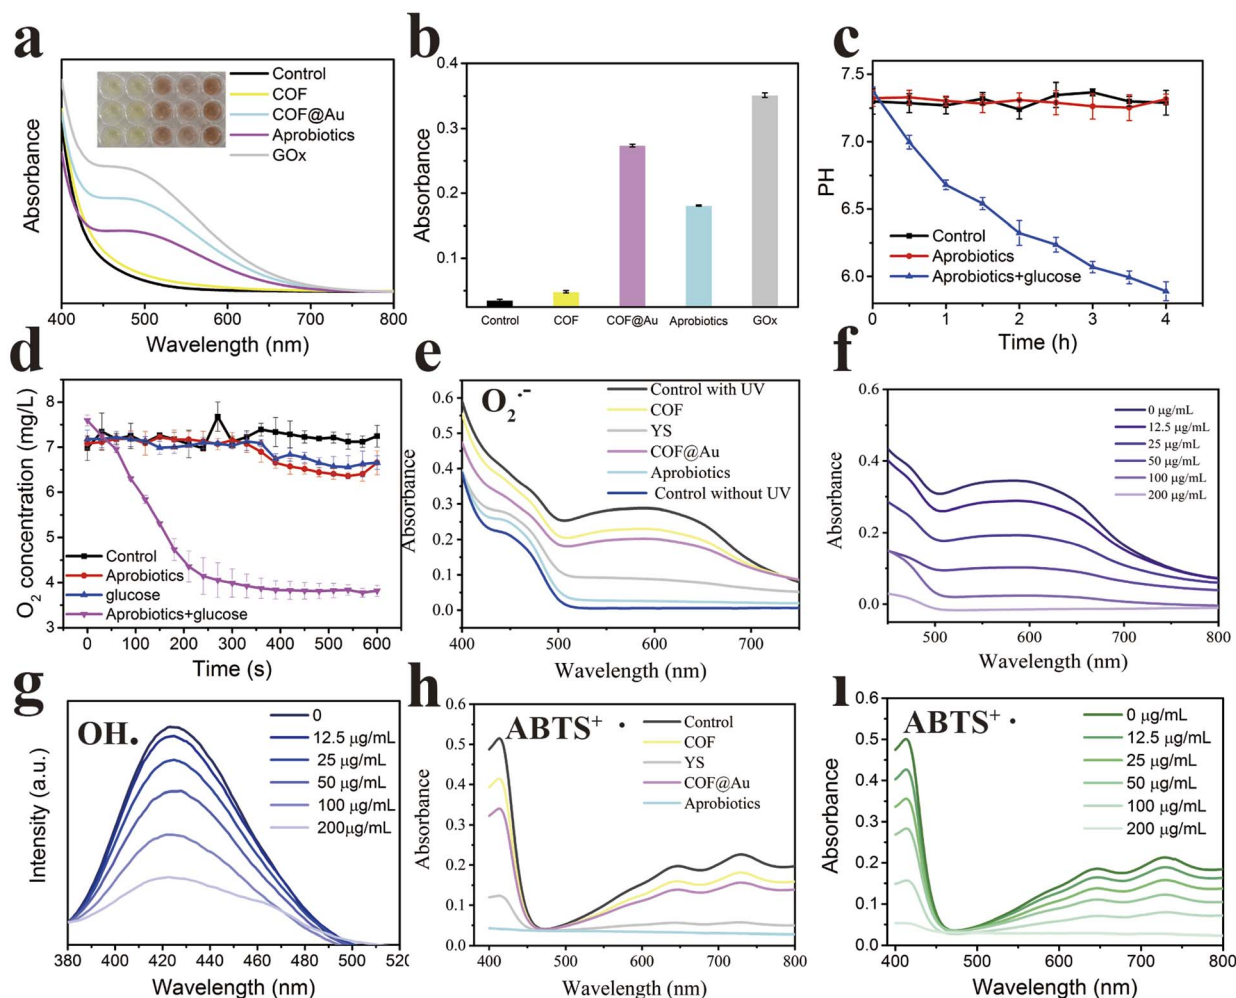 a
Control
COF
COF@Au
Aprobiotics
GOx
Absorbance
400 500 600 700 800
Wavelength (nm)
b
0.4
0.3
0.2
0.1
Absorbance
Control COF COF@Au Aprobiotics GOx
c
7.5
7.0
6.5
6.0
PH
Control
Aprobiotics
Aprobiotics+glucose
0 1 2 3 4
Time (h)
d
8
7
6
5
4
3
O2 concentration (mg/L)
Control
Aprobiotics
glucose
Aprobiotics+glucose
0 100 200 300 400 500 600
Time (s)
e
O2·-
Control with UV
COF
YS
COF@Au
Aprobiotics
Control without UV
0.6
0.5
0.4
0.3
0.2
0.1
0.0
Absorbance
400 500 600 700
Wavelength (nm)
f
0.6
0.4
0.2
0.0
Absorbance
0 μg/mL
12.5 μg/mL
25 μg/mL
50 μg/mL
100 μg/mL
200 μg/mL
500 600 700 800
Wavelength (nm)
g
OH.
0
12.5 μg/mL
25 μg/mL
50 μg/mL
100 μg/mL
200μg/mL
Intensity (a.u.)
380 400 420 440 460 480 500 520
Wavelength (nm)
h
ABTS+ ·
Control
COF
YS
COF@Au
Aprobiotics
0.6
0.5
0.4
0.3
0.2
0.1
0.0
Absorbance
400 500 600 700 800
Wavelength (nm)
ı
ABTS+ ·
0 μg/mL
12.5 μg/mL
25 μg/mL
50 μg/mL
100 μg/mL
200 μg/mL
0.6
0.5
0.4
0.3
0.2
0.1
0.0
Absorbance
400 500 600 700 800
Wavelength (nm)